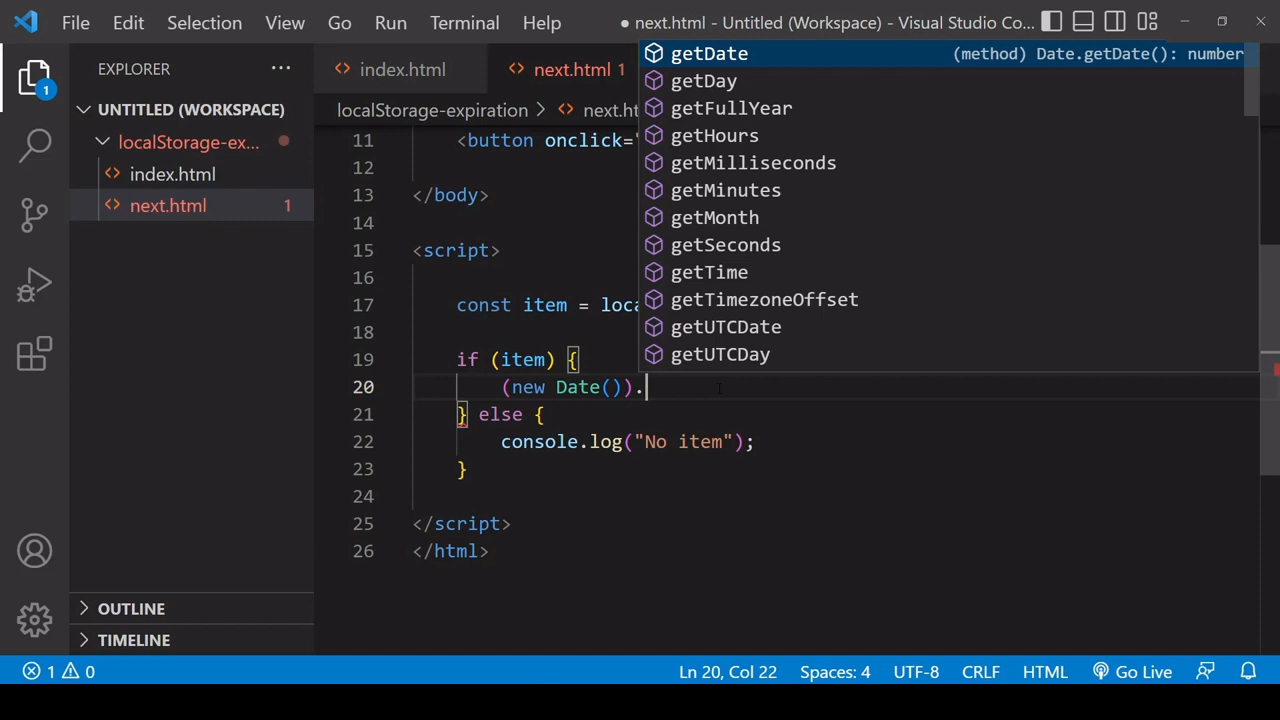 File Edit Selection View Go Run Terminal Help ● next.html - Untitled (Workspace) - Visual Studio Co...
EXPLORER ...
1
UNTITLED (WORKSPACE)
localStorage-ex...
index.html
next.html 1
OUTLINE
TIMELINE
index.html
next.html 1
localStorage-expiration > next.ht
11 <button onclick="
12
13 </body>
14
15 <script>
16
17 const item = loca
18
19 if (item) {
20 (new Date()).
21 } else {
22 console.log("No item");
23 }
24
25 </script>
26 </html>
getDate (method) Date.getDate(): number
getDay
getFullYear
getHours
getMilliseconds
getMinutes
getMonth
getSeconds
getTime
getTimezoneOffset
getUTCDate
getUTCDay
1 0 Ln 20, Col 22 Spaces: 4 UTF-8 CRLF HTML Go Live